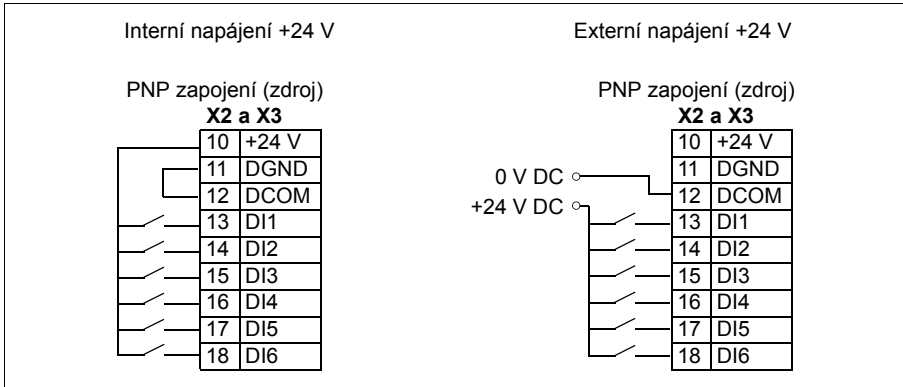 Interní napájení +24 V
PNP zapojení (zdroj)
X2 a X3
10 +24 V
11 DGND
12 DCOM
13 DI1
14 DI2
15 DI3
16 DI4
17 DI5
18 DI6
Externí napájení +24 V
PNP zapojení (zdroj)
X2 a X3
0 V DC
+24 V DC
10 +24 V
11 DGND
12 DCOM
13 DI1
14 DI2
15 DI3
16 DI4
17 DI5
18 DI6